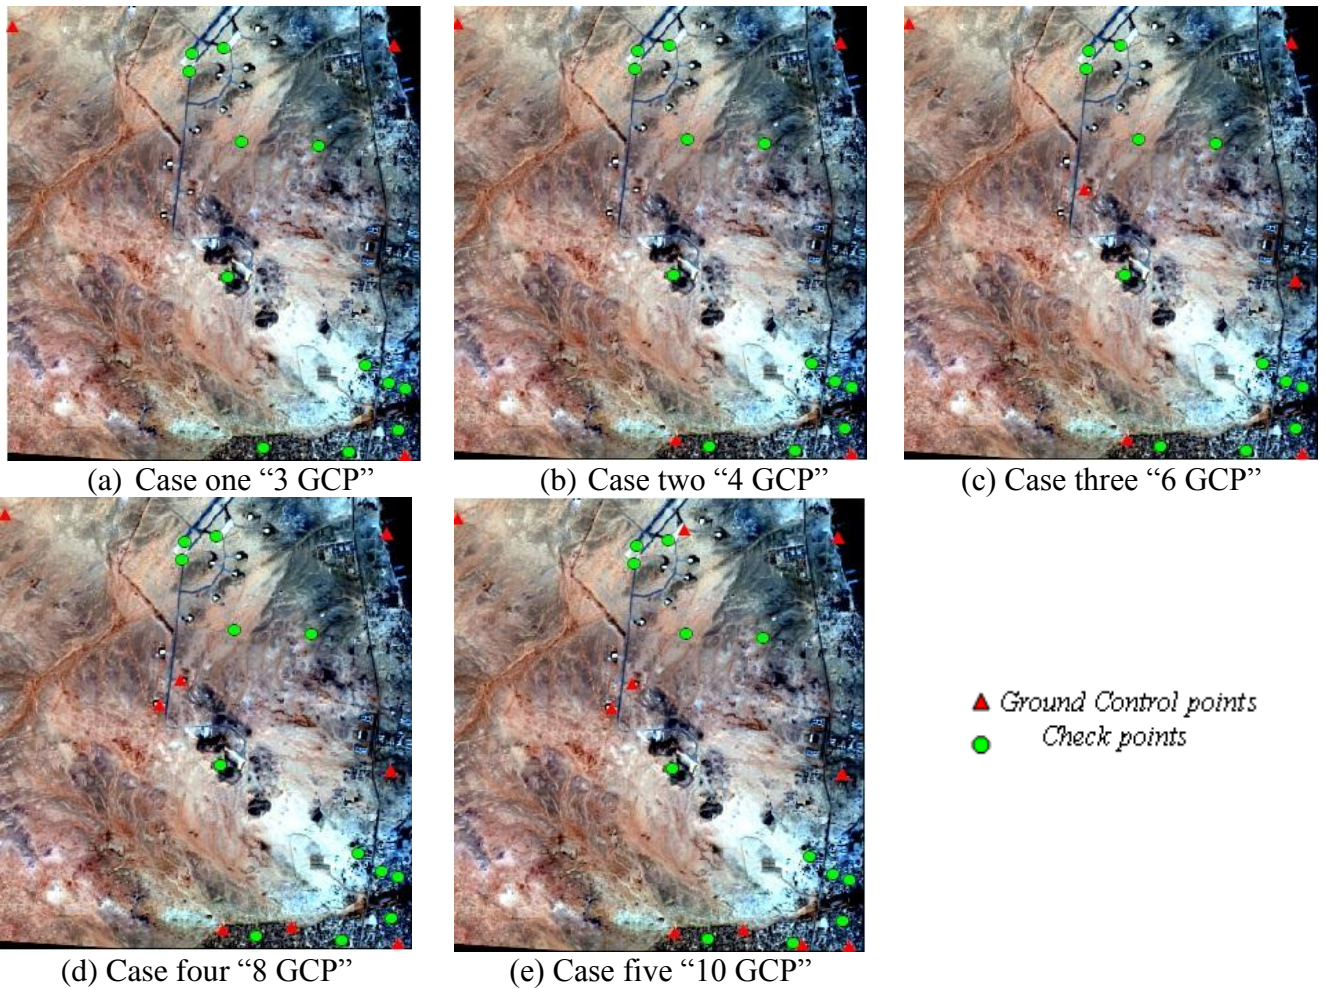 (a) Case one “3 GCP”
(b) Case two “4 GCP”
(c) Case three “6 GCP”
Ground Control points
Check points
(d) Case four “8 GCP”
(e) Case five “10 GCP”